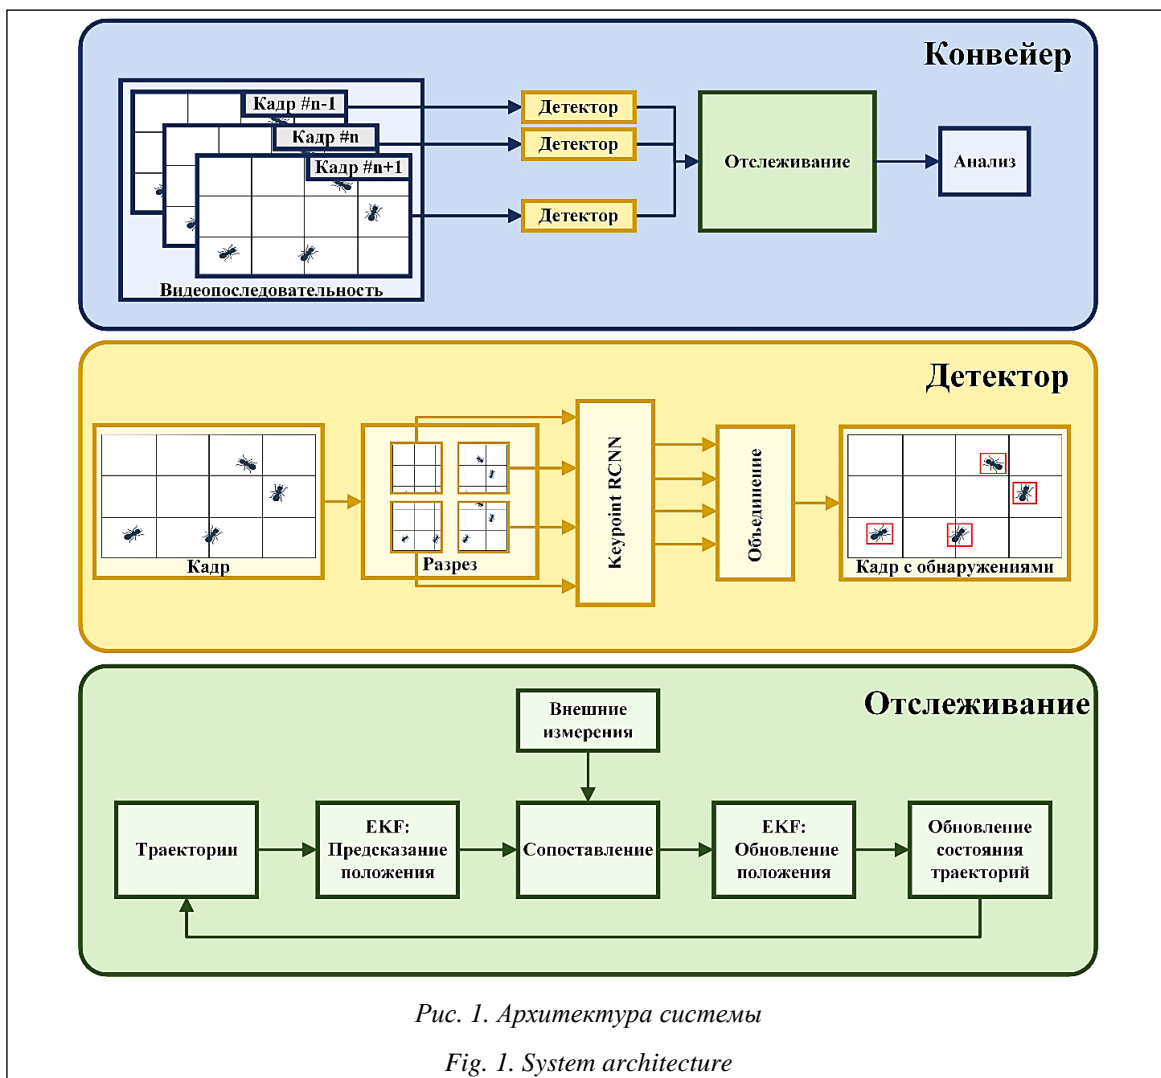 Конвейер
Кадр #n-1
Кадр #n
Кадр #n+1
Видеопоследовательность
Детектор
Детектор
Детектор
Отслеживание
Анализ
Детектор
Кадр
Разрез
Keypoint RCNN
Объединение
Кадр с обнаружениями
Отслеживание
Внешние
измерения
Траектории
EKF:
Предсказание
положения
Сопоставление
EKF:
Обновление
положения
Обновление
состояния
траекторий
Рис. 1. Архитектура системы
Fig. 1. System architecture